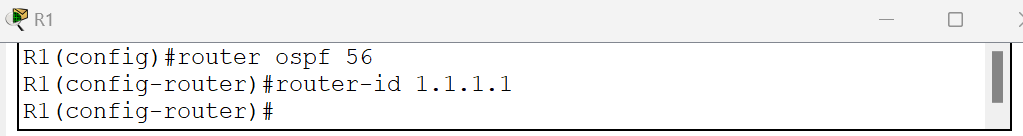 R1
R1(config)#router ospf 56
R1(config-router)#router-id 1.1.1.1
R1(config-router)#